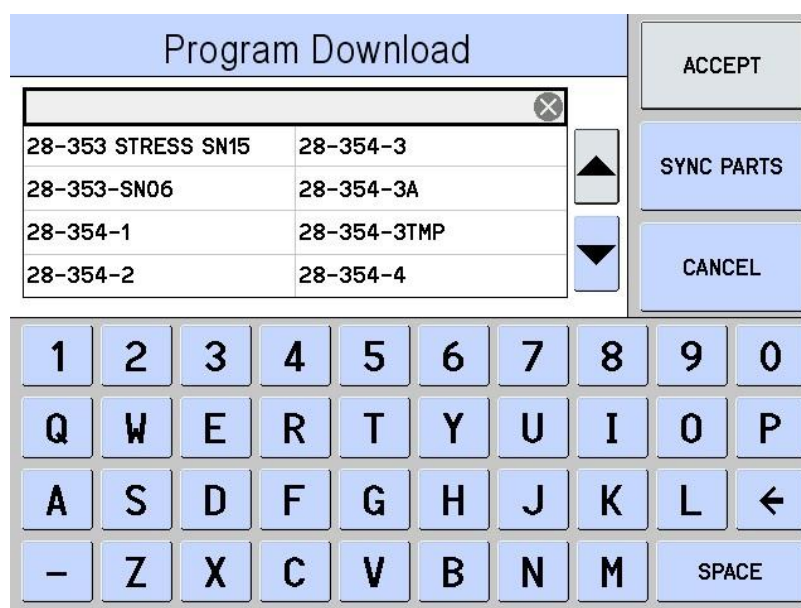 Program Download
ACCEPT
28-353 STRESS SN15 28-354-3
28-353-SN06 28-354-3A
SYNC PARTS
28-354-1 28-354-3TMP
28-354-2 28-354-4
CANCEL
1 2 3 4 5 6 7 8 9 0
Q W E R T Y U I O P
A S D F G H J K L ←
- Z X C V B N M SPACE